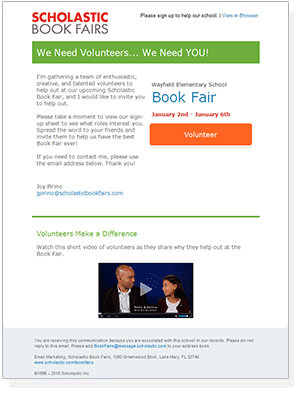 SCHOLASTIC
BOOK FAIRS
Please sign up to help our school. | View in Browser
We Need Volunteers... We Need YOU!
I'm gathering a team of enthusiastic,
creative, and talented volunteers to
help out at our upcoming Scholastic
Book Fair, and I would like to invite you
to help out.
Please take a moment to view our sign-
up sheet to see what roles interest you.
Spread the word to your friends and
invite them to help us have the best
Book Fair ever!
If you need to contact me, please use
the email address below. Thank you!
Joy Pirino
jpirino@scholasticbookfairs.com
Wayfield Elementary School
Book Fair
January 2nd - January 6th
Volunteer
Volunteers Make a Difference
Watch this short video of volunteers as they share why they help out at the
Book Fair.
You are receiving this communication because you are associated with this school in our records. Please do not
reply to this email. Please add BookFairs@message.scholastic.com to your address book.
Email Marketing, Scholastic Book Fairs, 1080 Greenwood Blvd., Lake Mary, FL 32746
www.scholastic.com/bookfairs
Scholastic Inc.